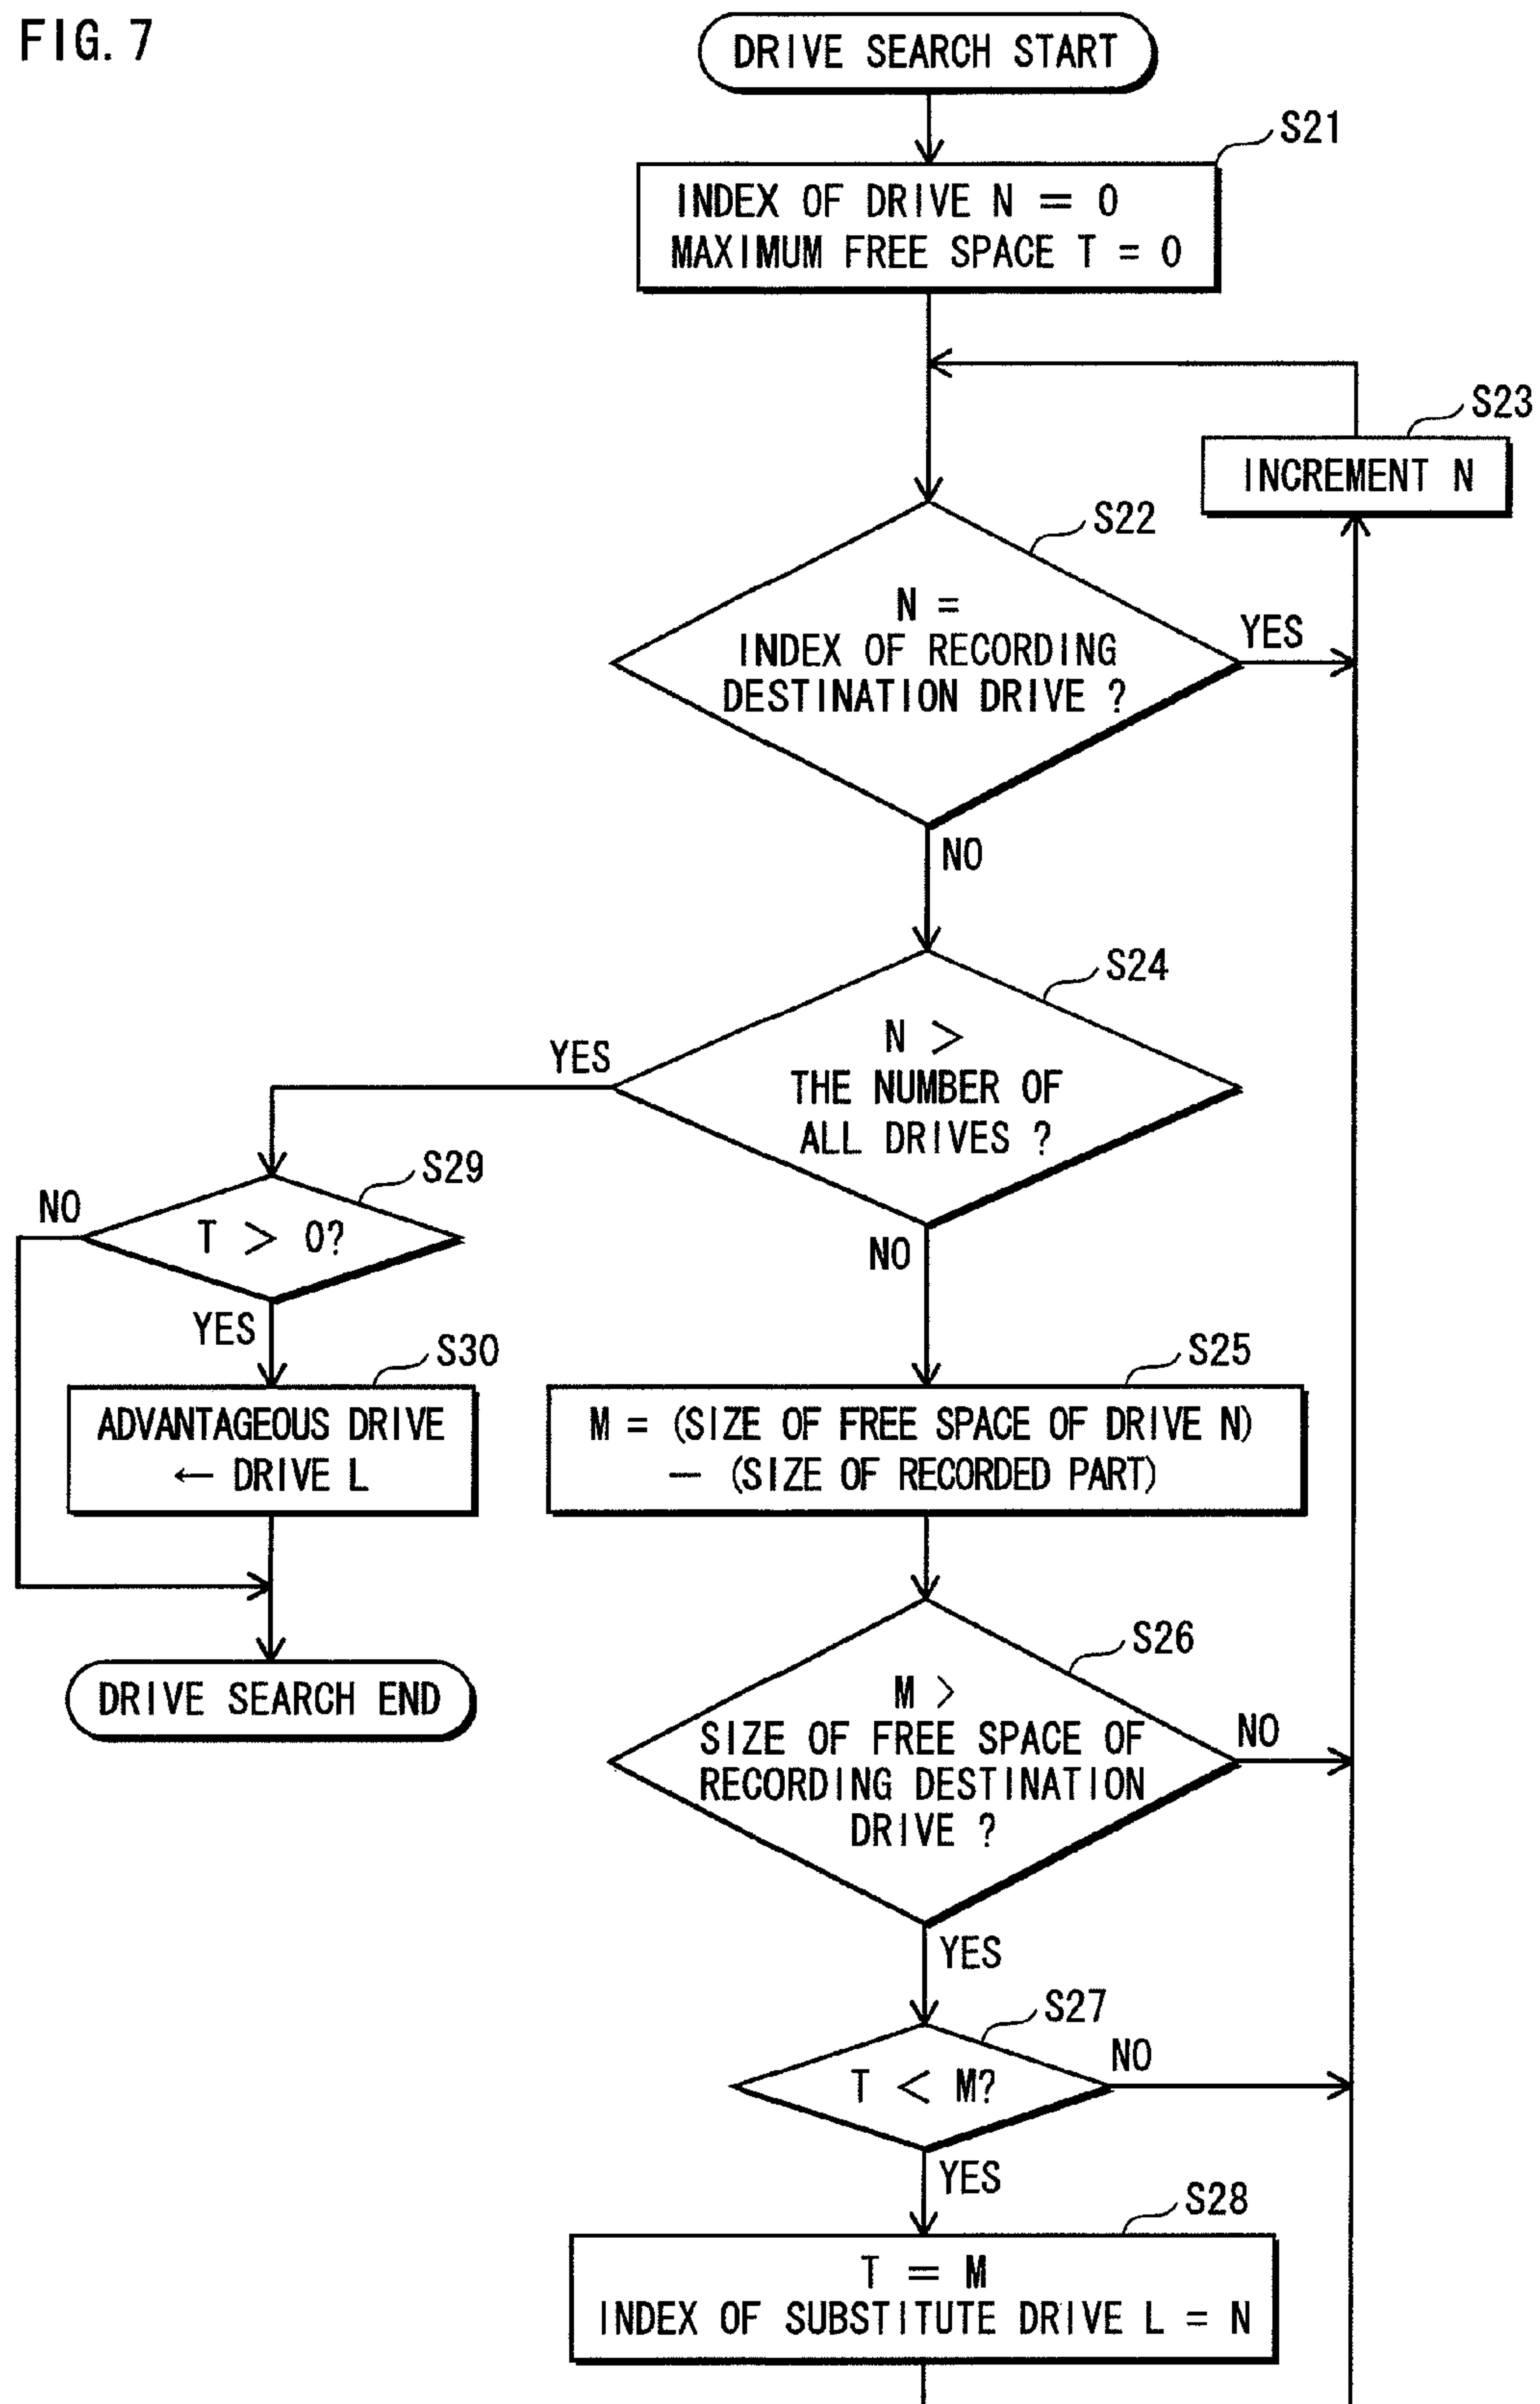 FIG. 7
DRIVE SEARCH START
S21
INDEX OF DRIVE N = 0
MAXIMUM FREE SPACE T = 0
S23
INCREMENT N
S22
N =
INDEX OF RECORDING
DESTINATION DRIVE ?
YES
NO
S24
N >
THE NUMBER OF
ALL DRIVES ?
YES
NO
S29
T > 0?
NO
YES
S30
ADVANTAGEOUS DRIVE
← DRIVE L
DRIVE SEARCH END
S25
M = (SIZE OF FREE SPACE OF DRIVE N)
— (SIZE OF RECORDED PART)
S26
M >
SIZE OF FREE SPACE OF
RECORDING DESTINATION
DRIVE ?
NO
YES
S27
T < M?
NO
YES
S28
T = M
INDEX OF SUBSTITUTE DRIVE L = N